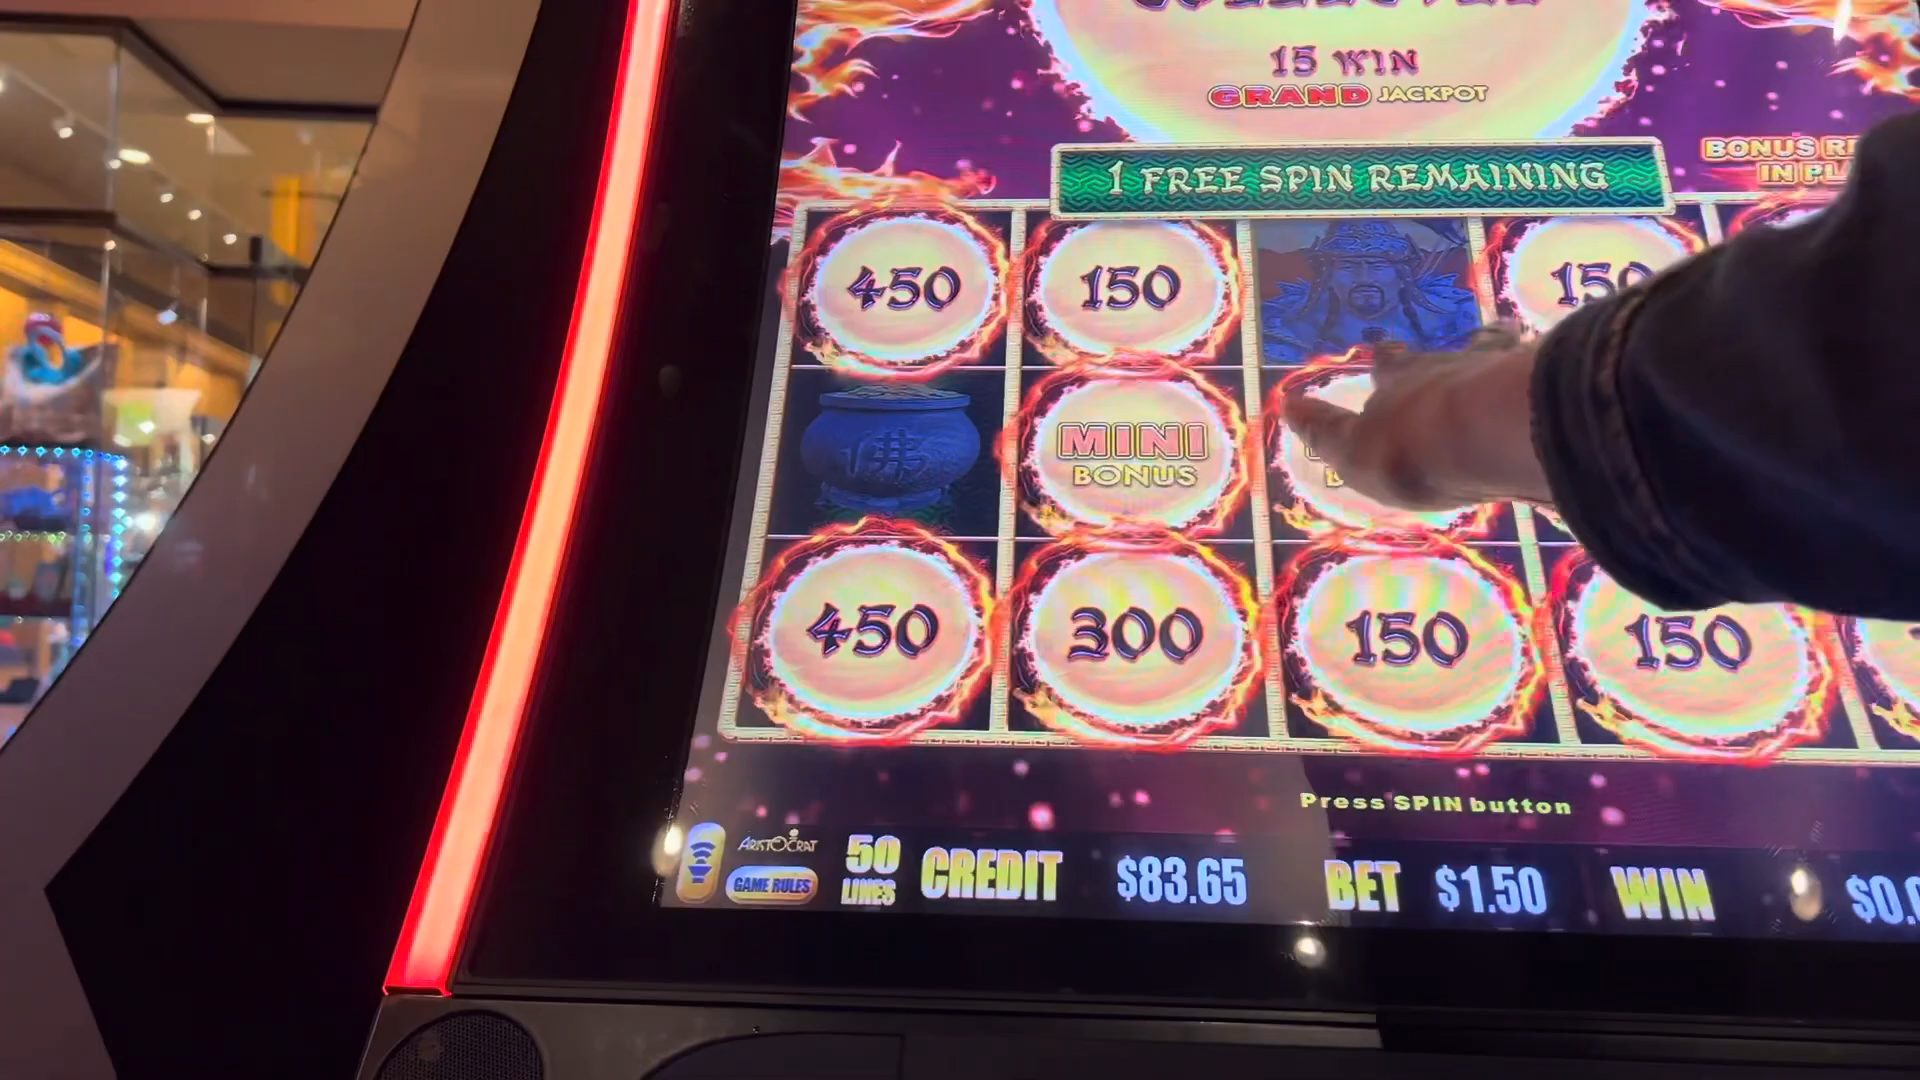 15 WIN
GRAND JACKPOT
1 FREE SPIN REMAINING
BONUS
IN
450
150
150
MINI
BONUS
450
300
150
150
Press SPIN button
ARISTOCRAT
GAME RULES
50
LINES
CREDIT $83.65
BET $1.50
WIN